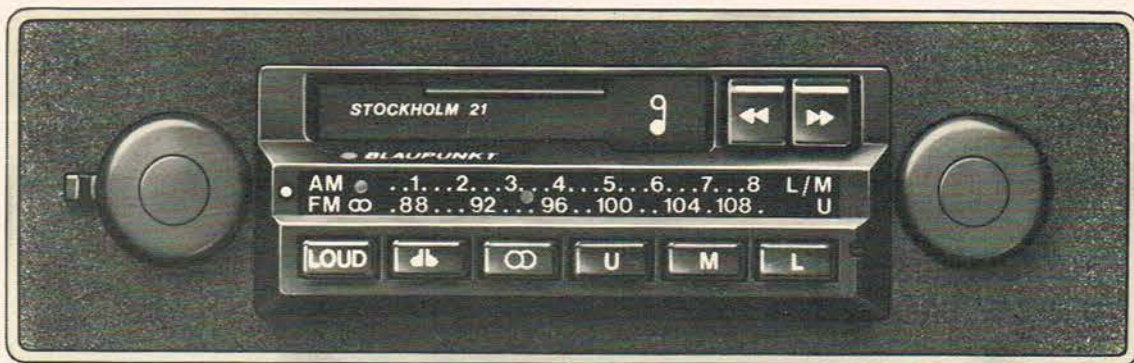 STOCKHOLM 21
BLAUPUNKT
AM ..1...2...3...4...5...6...7...8 L/M
FM .88...92...96..100..104.108. U
LOUD U M L